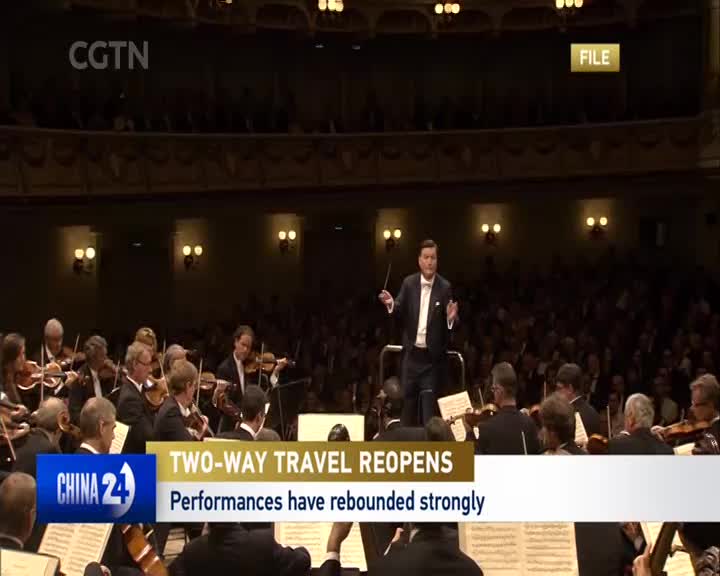 CGTN
FILE
TWO-WAY TRAVEL REOPENS
CHINA 24
Performances have rebounded strongly